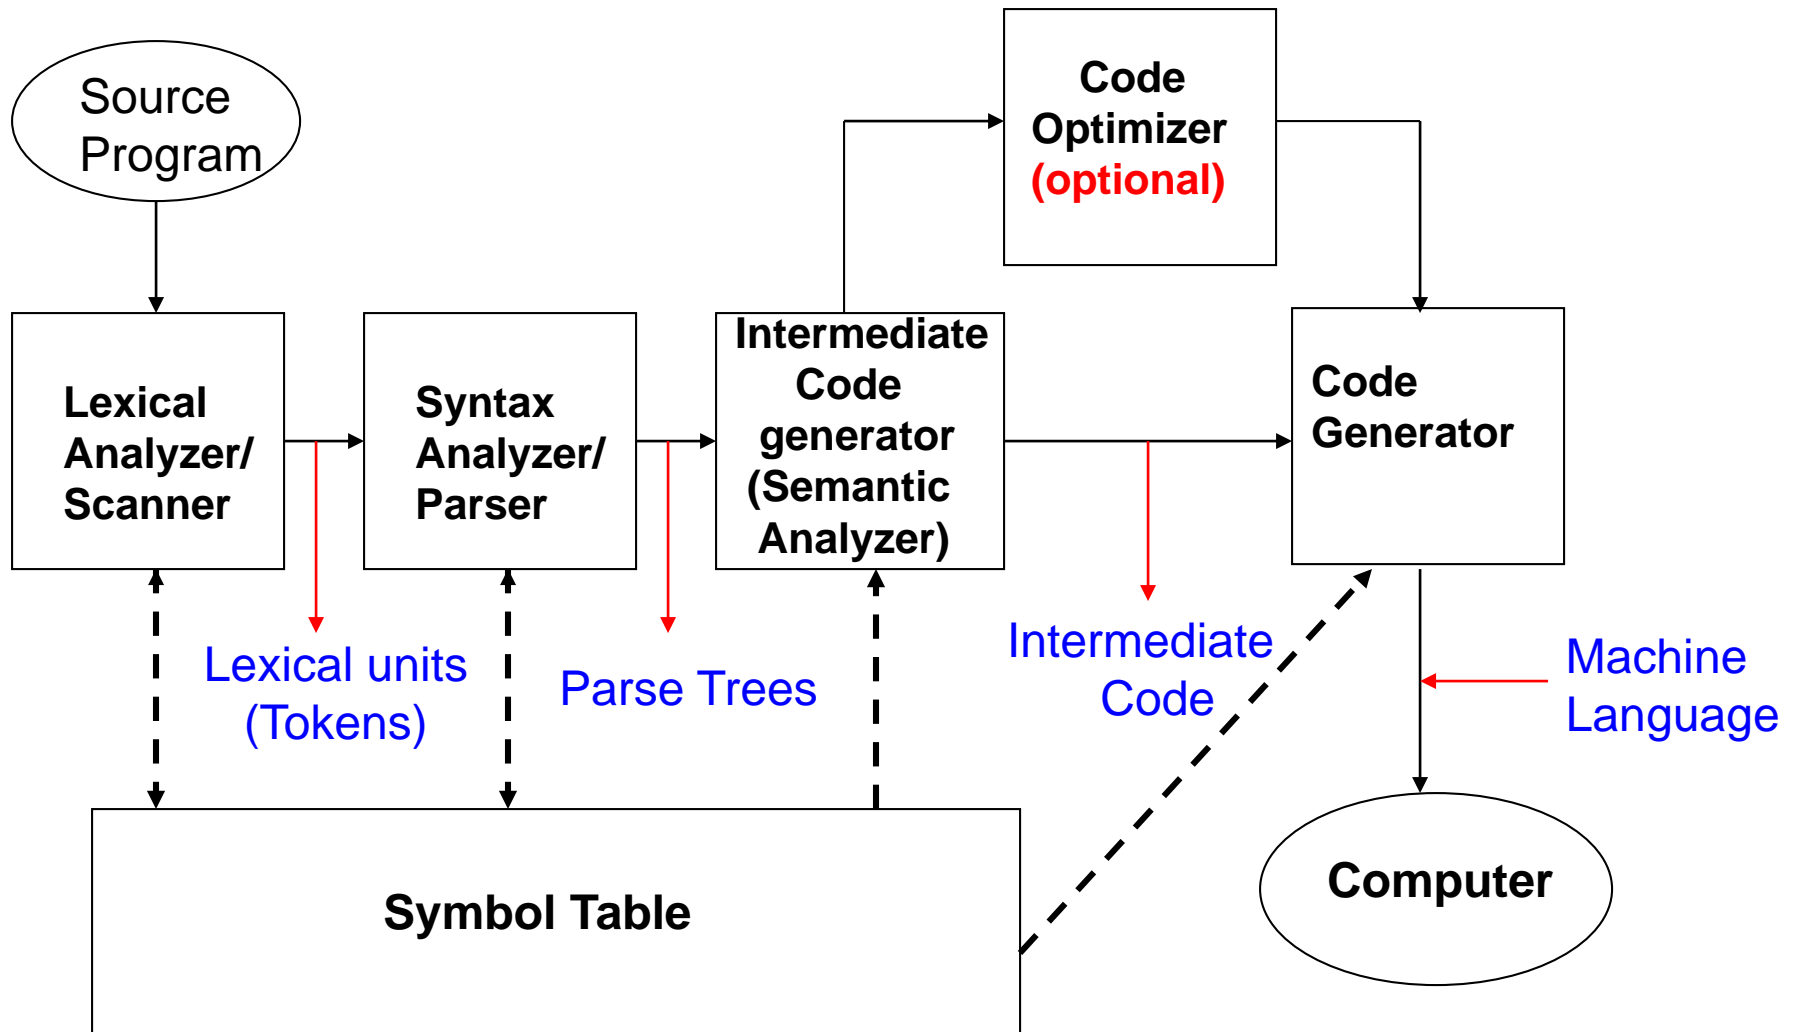 Source
Program
Code
Optimizer
(optional)
Lexical
Analyzer/
Scanner
Syntax
Analyzer/
Parser
Intermediate
Code
generator
(Semantic
Analyzer)
Code
Generator
Lexical units
(Tokens)
Parse Trees
Intermediate
Code
Machine
Language
Symbol Table
Computer